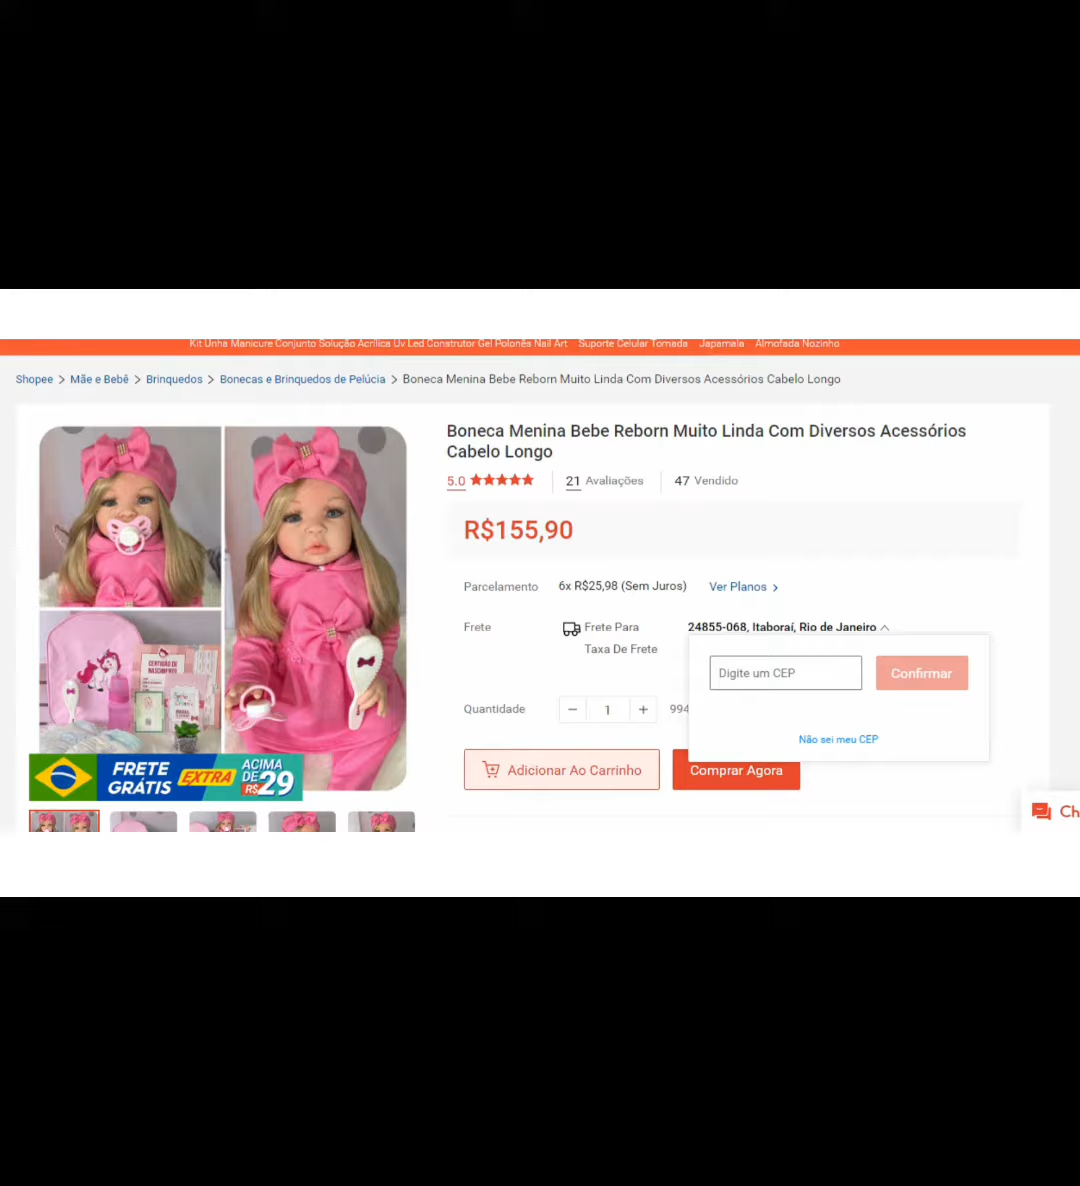 Kit Unha Manicure Conjunto Solução Acrílica Uv Led Construtor Gel Polonês Nail Art Suporte Celular Tomada Japamala Almofada Nozinho
Shopee > Mãe e Bebê > Brinquedos > Bonecas e Brinquedos de Pelúcia > Boneca Menina Bebe Reborn Muito Linda Com Diversos Acessórios Cabelo Longo
Boneca Menina Bebe Reborn Muito Linda Com Diversos Acessórios
Cabelo Longo
5.0 ★★★★★ 21 Avaliações 47 Vendido
R$155,90
Parcelamento 6x R$25,98 (Sem Juros) Ver Planos >
Frete Frete Para 24855-068, Itaboraí, Rio de Janeiro
Taxa De Frete
Digite um CEP Confirmar
Não sei meu CEP
Quantidade − 1 + 994
Adicionar Ao Carrinho Comprar Agora
CERTIDÃO DE
NASCIMENTO
FRETE
GRÁTIS
EXTRA
ACIMA
DE
R$29
Ch